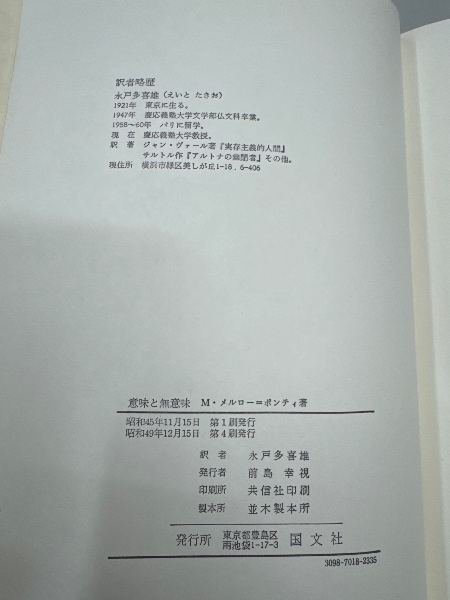 訳者略歴
永戸多喜雄（えいと たきお）
1921年 東京に生る。
1947年 慶応義塾大学文学部仏文科卒業。
1958〜60年 パリに留学。
現在 慶応義塾大学教授。
訳著 ジャン・ヴァール著『実存主義的人間』
サルトル作『アルトナの幽閉者』その他。
現住所 横浜市緑区美しが丘1-18, 6-406
意味と無意味 M・メルロー＝ポンティ著
昭和45年11月15日 第1刷発行
昭和49年12月15日 第4刷発行
訳者 永戸多喜雄
発行者 前島幸視
印刷所 共信社印刷
製本所 並木製本所
発行所 東京都豊島区南池袋1-17-3 国文社
3098-7018-2335